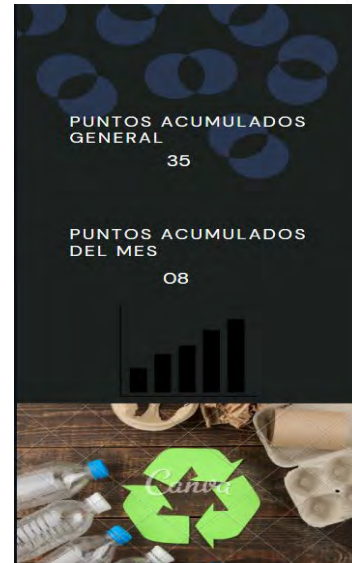 PUNTOS ACUMULADOS
GENERAL
35
PUNTOS ACUMULADOS
DEL MES
08
Canva